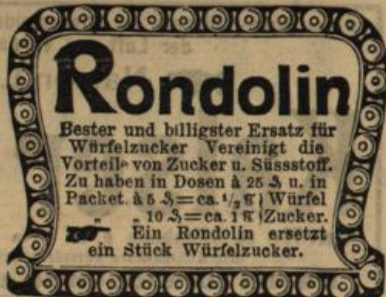 Rondolin
Bester und billigster Ersatz für
Würfelzucker Vereinigt die
Vorteile von Zucker u. Süssstoff.
Zu haben in Dosen à 25 ₰ u. in
Packet. à 5 ₰=ca. ½ ℔ } Würfel
„ „ 10 ₰=ca. 1 ℔ } Zucker.
☛ Ein Rondolin ersetzt
ein Stück Würfelzucker.